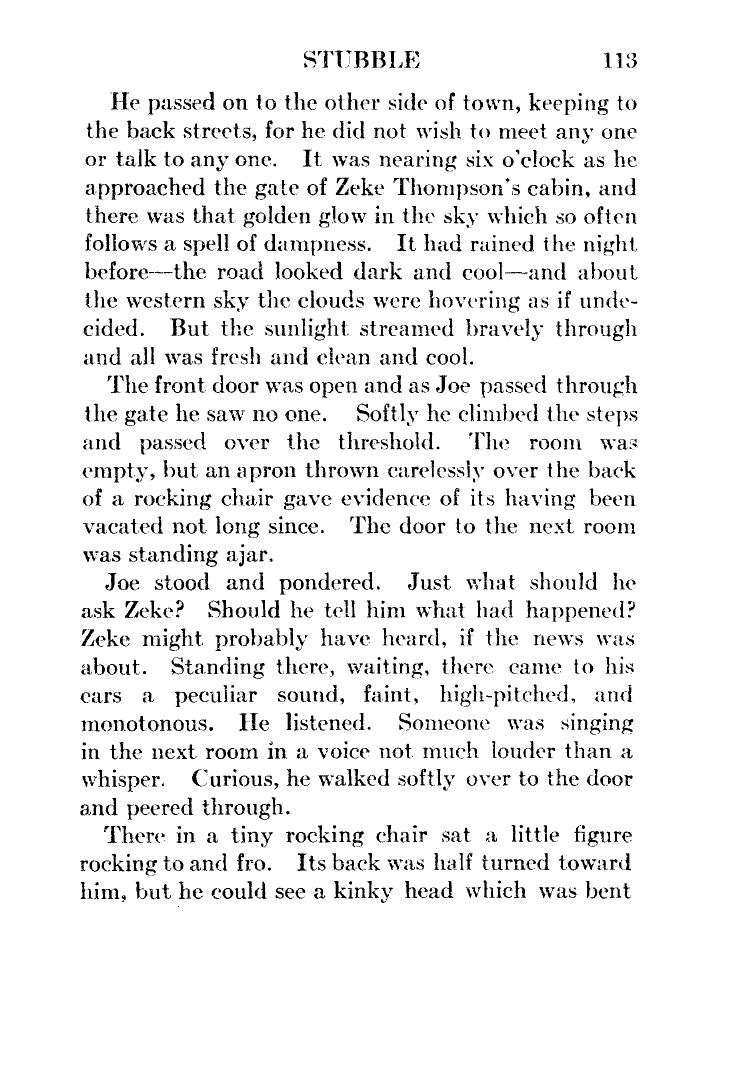 STUBBLE 113
He passed on to the other side of town, keeping to
the back streets, for he did not wish to meet any one
or talk to any one. It was nearing six o'clock as he
approached the gate of Zeke Thompson's cabin, and
there was that golden glow in the sky which so often
follows a spell of dampness. It had rained the night
before—the road looked dark and cool—and about
the western sky the clouds were hovering as if unde-
cided. But the sunlight streamed bravely through
and all was fresh and clean and cool.
The front door was open and as Joe passed through
the gate he saw no one. Softly he climbed the steps
and passed over the threshold. The room was
empty, but an apron thrown carelessly over the back
of a rocking chair gave evidence of its having been
vacated not long since. The door to the next room
was standing ajar.
Joe stood and pondered. Just what should he
ask Zeke? Should he tell him what had happened?
Zeke might probably have heard, if the news was
about. Standing there, waiting, there came to his
ears a peculiar sound, faint, high-pitched, and
monotonous. He listened. Someone was singing
in the next room in a voice not much louder than a
whisper. Curious, he walked softly over to the door
and peered through.
There in a tiny rocking chair sat a little figure
rocking to and fro. Its back was half turned toward
him, but he could see a kinky head which was bent